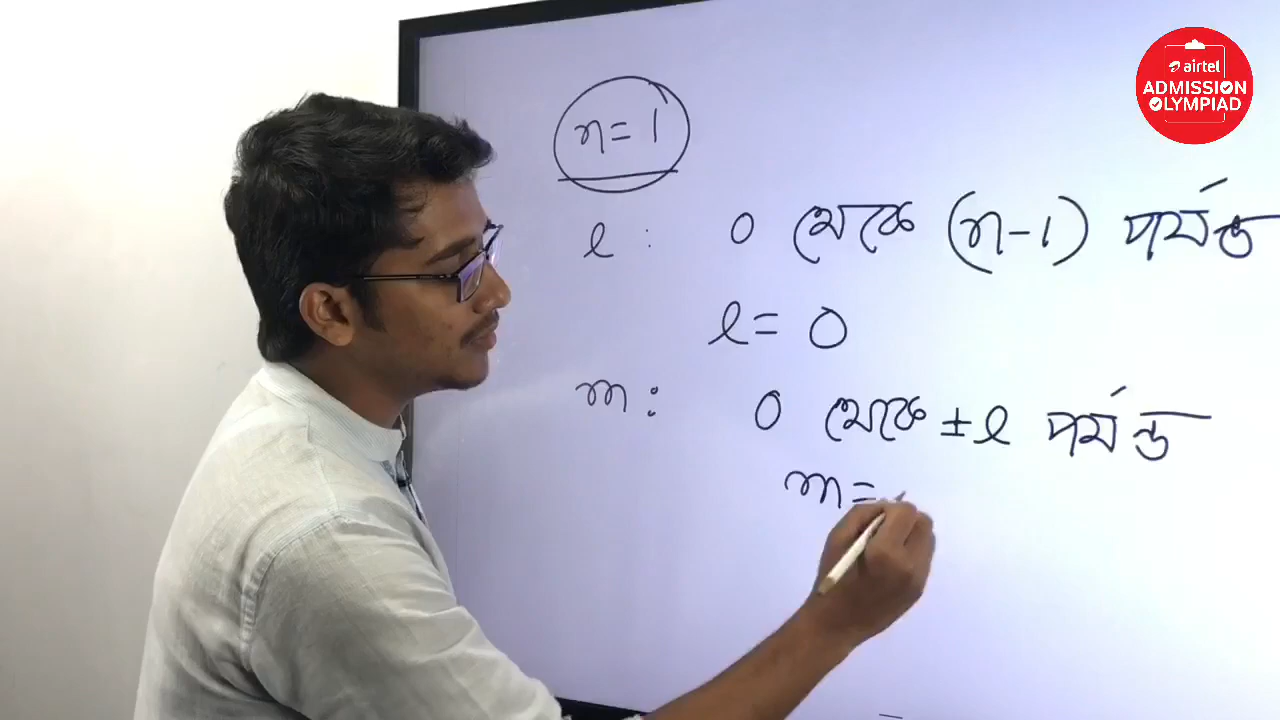 airtel
ADMISSION
OLYMPIAD
n = 1
l : 0 থেকে (n-1) পর্যন্ত
l = 0
m : 0 থেকে ± l পর্যন্ত
m =